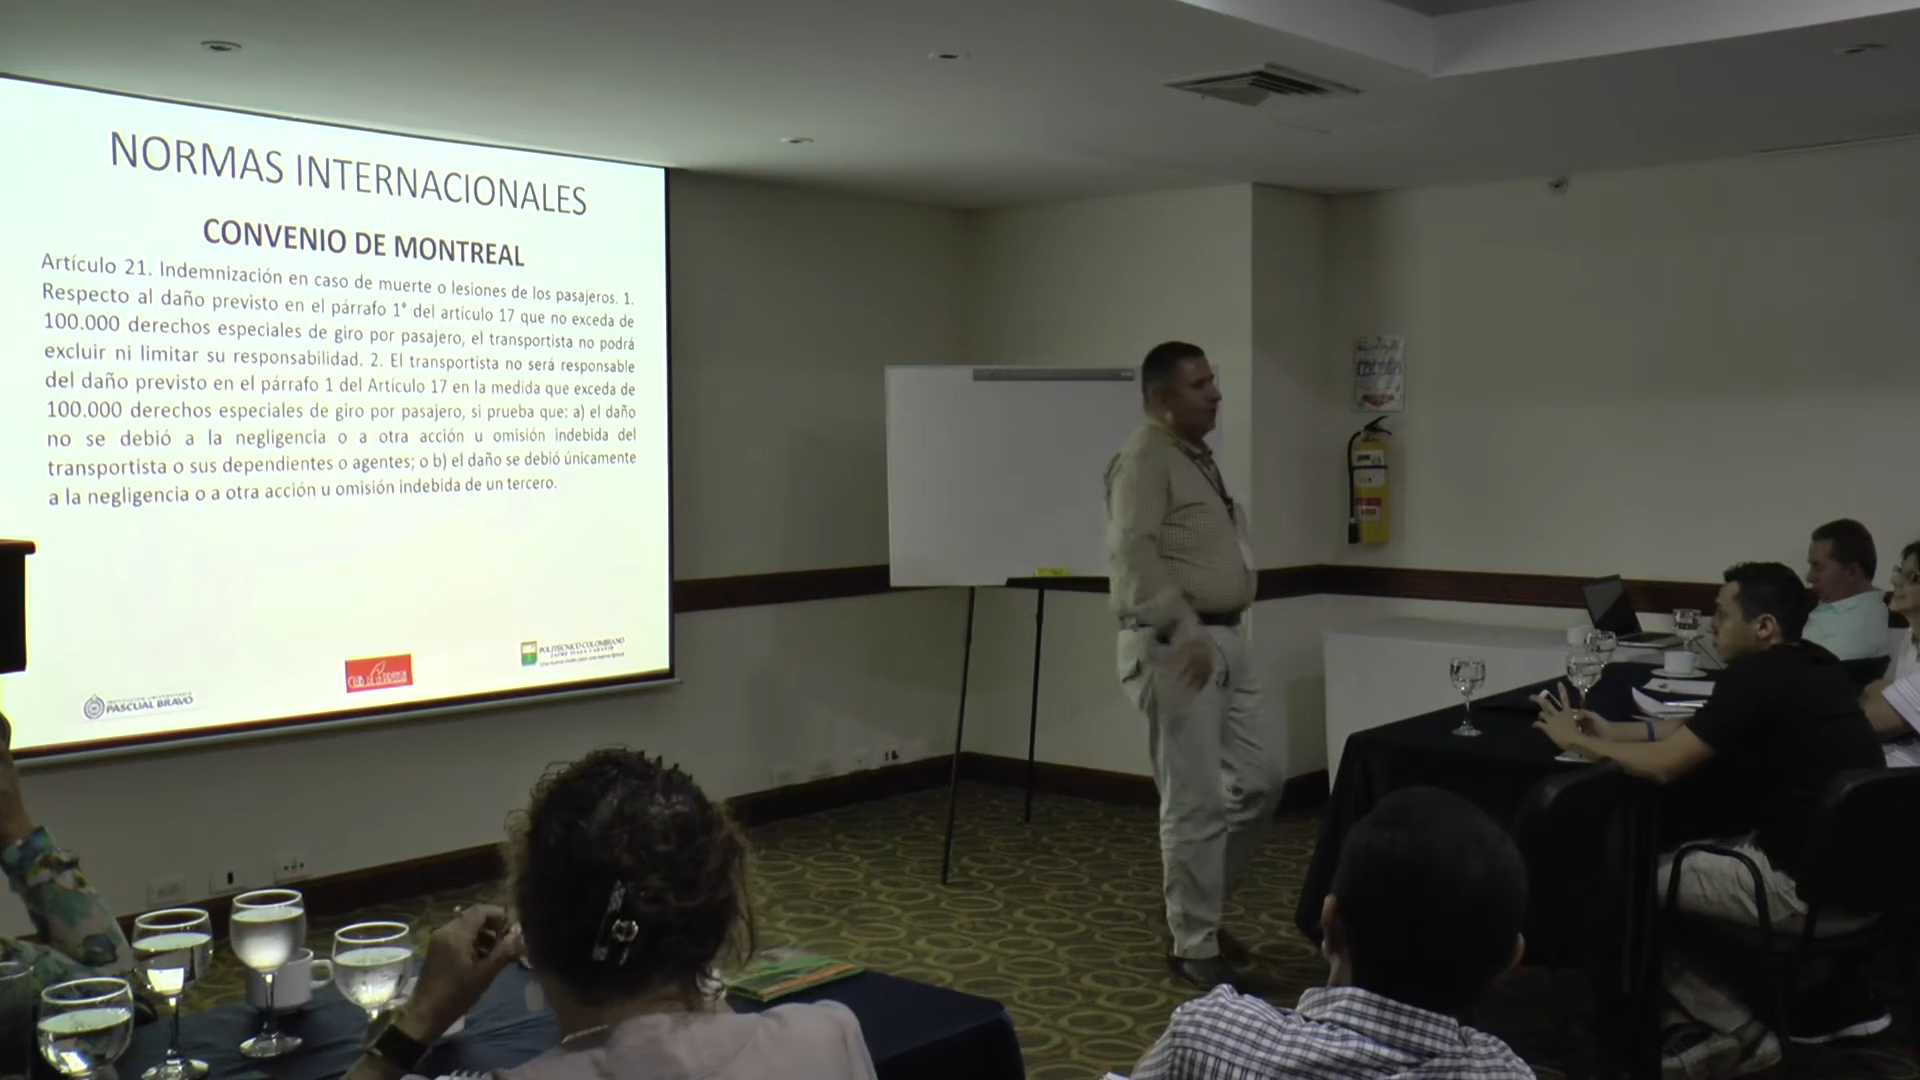 NORMAS INTERNACIONALES
CONVENIO DE MONTREAL
Artículo 21. Indemnización en caso de muerte o lesiones de los pasajeros. 1.
Respecto al daño previsto en el párrafo 1° del artículo 17 que no exceda de
100.000 derechos especiales de giro por pasajero, el transportista no podrá
excluir ni limitar su responsabilidad. 2. El transportista no será responsable
del daño previsto en el párrafo 1 del Artículo 17 en la medida que exceda de
100.000 derechos especiales de giro por pasajero, si prueba que: a) el daño
no se debió a la negligencia o a otra acción u omisión indebida del
transportista o sus dependientes o agentes; o b) el daño se debió únicamente
a la negligencia o a otra acción u omisión indebida de un tercero.
POLITÉCNICO COLOMBIANO
CLUB DE LA PRENSA
INSTITUCIÓN UNIVERSITARIA
PASCUAL BRAVO